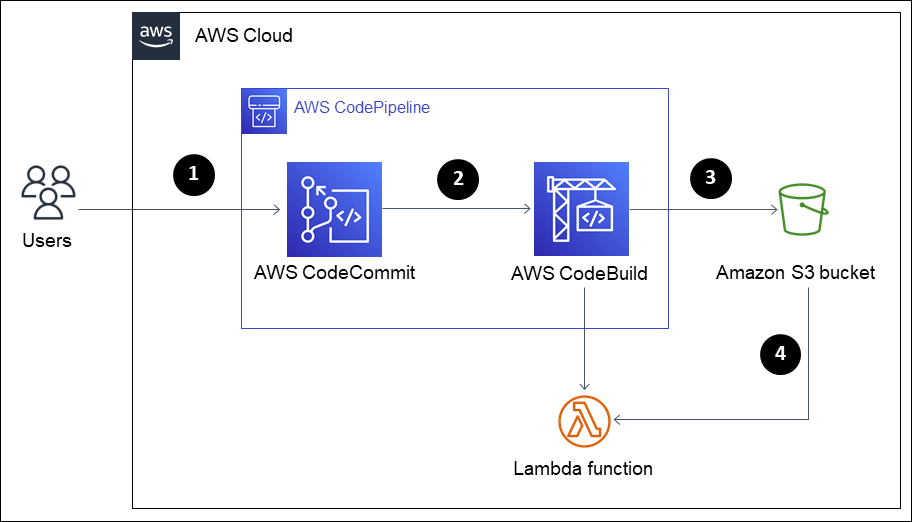 aws
AWS Cloud
AWS CodePipeline
1
2
3
Users
AWS CodeCommit
AWS CodeBuild
Amazon S3 bucket
4
Lambda function